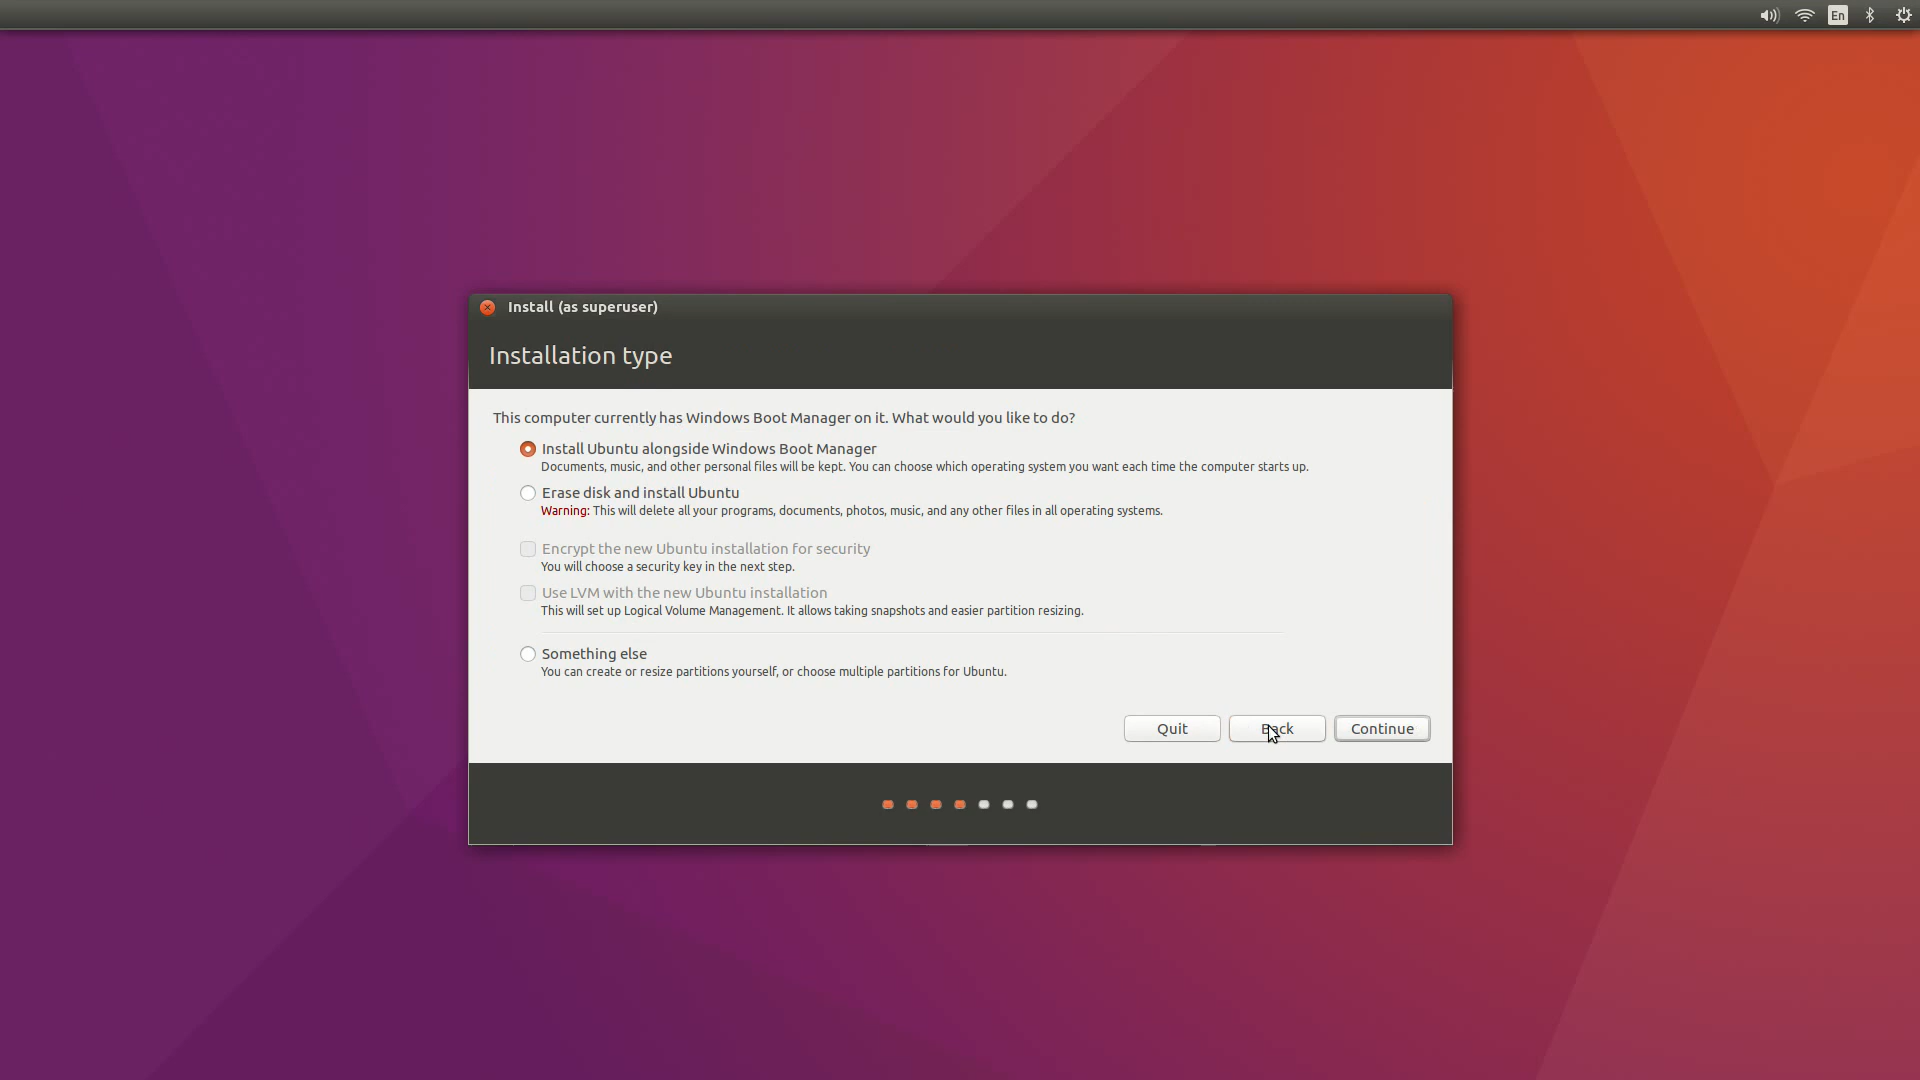 En
Install (as superuser)
Installation type
This computer currently has Windows Boot Manager on it. What would you like to do?
Install Ubuntu alongside Windows Boot Manager
Documents, music, and other personal files will be kept. You can choose which operating system you want each time the computer starts up.
Erase disk and install Ubuntu
Warning: This will delete all your programs, documents, photos, music, and any other files in all operating systems.
Encrypt the new Ubuntu installation for security
You will choose a security key in the next step.
Use LVM with the new Ubuntu installation
This will set up Logical Volume Management. It allows taking snapshots and easier partition resizing.
Something else
You can create or resize partitions yourself, or choose multiple partitions for Ubuntu.
Quit Back Continue